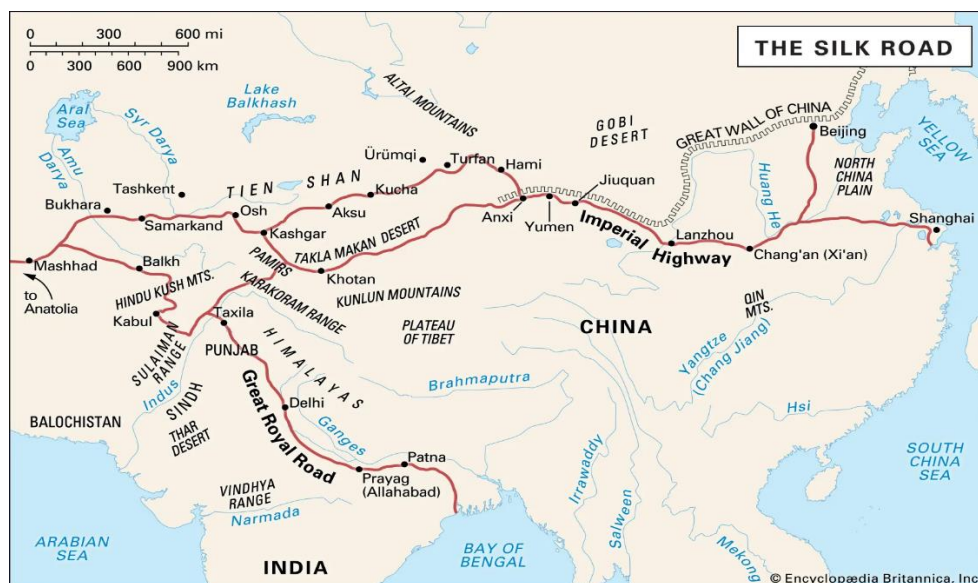 0 300 600 mi
0 300 600 900 km
THE SILK ROAD
Aral
Sea
Syr Darya
Amu
Darya
Lake
Balkhash
ALTAI MOUNTAINS
GOBI
DESERT
GREAT WALL OF CHINA
Beijing
YELLOW
SEA
NORTH
CHINA
PLAIN
Huang He
Ürümqi
Turfan
Hami
Tashkent
TIEN SHAN
Kucha
Jiuquan
Bukhara
Osh
Aksu
Anxi
Yumen
Imperial
Highway
Shanghai
Samarkand
Kashgar
TAKLA MAKAN DESERT
Lanzhou
Chang'an (Xi'an)
Mashhad
Balkh
PAMIRS
Khotan
to
Anatolia
HINDU KUSH MTS.
KARAKORAM RANGE
KUNLUN MOUNTAINS
QIN
MTS.
Kabul
Taxila
PLATEAU
OF TIBET
CHINA
Yangtze
(Chang Jiang)
SULAIMAN
RANGE
PUNJAB
HIMALAYAS
Brahmaputra
Indus
SINDH
BALOCHISTAN
THAR
DESERT
Delhi
Great Royal Road
Ganges
Hsi
Patna
Prayag
(Allahabad)
Irrawaddy
Salween
SOUTH
CHINA
SEA
VINDHYA
RANGE
Narmada
ARABIAN
SEA
INDIA
BAY OF
BENGAL
Mekong
© Encyclopædia Britannica, Inc.